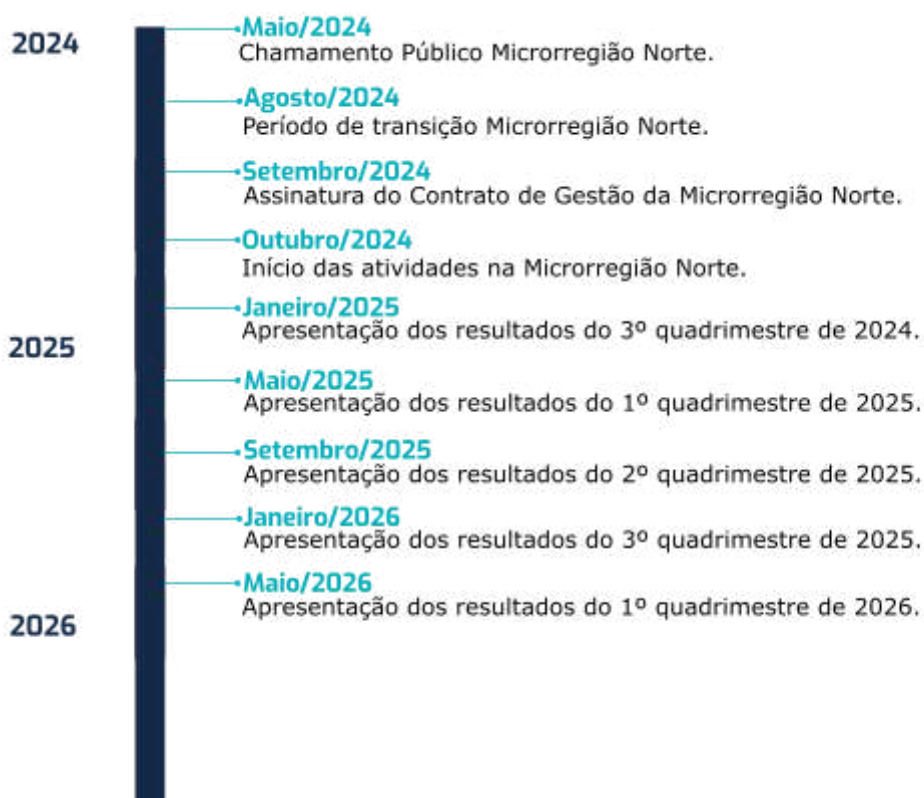 2024
Maio/2024
Chamamento Público Microrregião Norte.
Agosto/2024
Período de transição Microrregião Norte.
Setembro/2024
Assinatura do Contrato de Gestão da Microrregião Norte.
Outubro/2024
Início das atividades na Microrregião Norte.
Janeiro/2025
Apresentação dos resultados do 3º quadrimestre de 2024.
2025
Maio/2025
Apresentação dos resultados do 1º quadrimestre de 2025.
Setembro/2025
Apresentação dos resultados do 2º quadrimestre de 2025.
Janeiro/2026
Apresentação dos resultados do 3º quadrimestre de 2025.
Maio/2026
Apresentação dos resultados do 1º quadrimestre de 2026.
2026